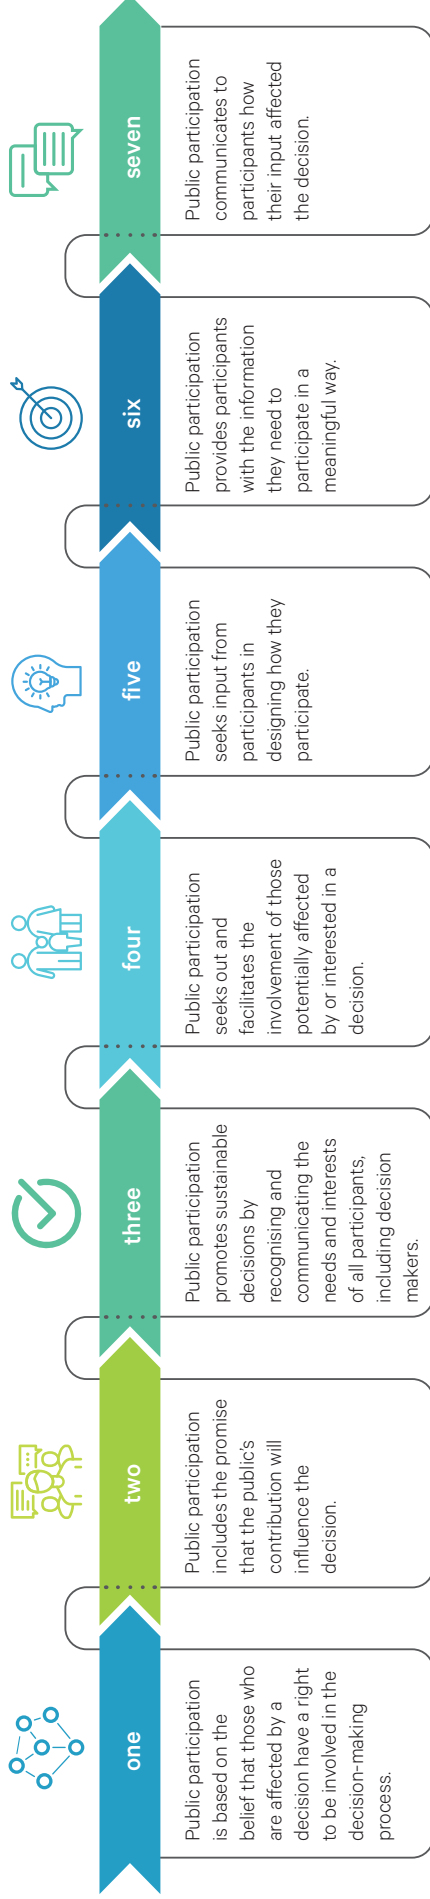 one
Public participation
is based on the
belief that those who
are affected by a
decision have a right
to be involved in the
decision-making
process.
two
Public participation
includes the promise
that the public's
contribution will
influence the
decision.
three
Public participation
promotes sustainable
decisions by
recognising and
communicating the
needs and interests
of all participants,
including decision
makers.
four
Public participation
seeks out and
facilitates the
involvement of those
potentially affected
by or interested in a
decision.
five
Public participation
seeks input from
participants in
designing how they
participate.
six
Public participation
provides participants
with the information
they need to
participate in a
meaningful way.
seven
Public participation
communicates to
participants how
their input affected
the decision.